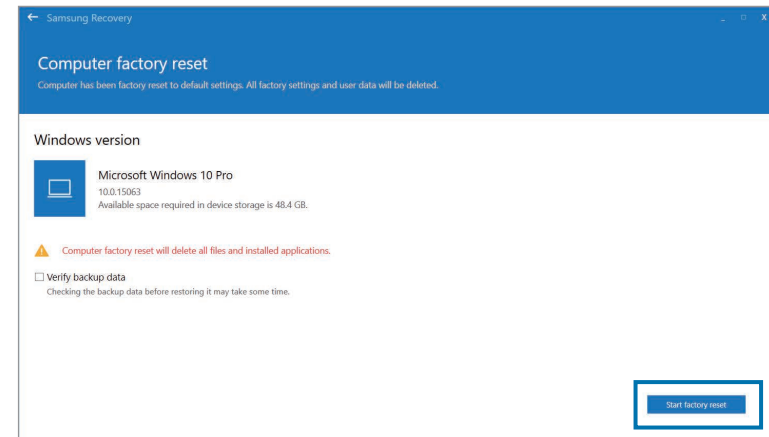 Samsung Recovery
Computer factory reset
Computer has been factory reset to default settings. All factory settings and user data will be deleted.
Windows version
Microsoft Windows 10 Pro
10.0.15063
Available space required in device storage is 48.4 GB.
Computer factory reset will delete all files and installed applications.
Verify backup data
Checking the backup data before restoring it may take some time.
Start factory reset